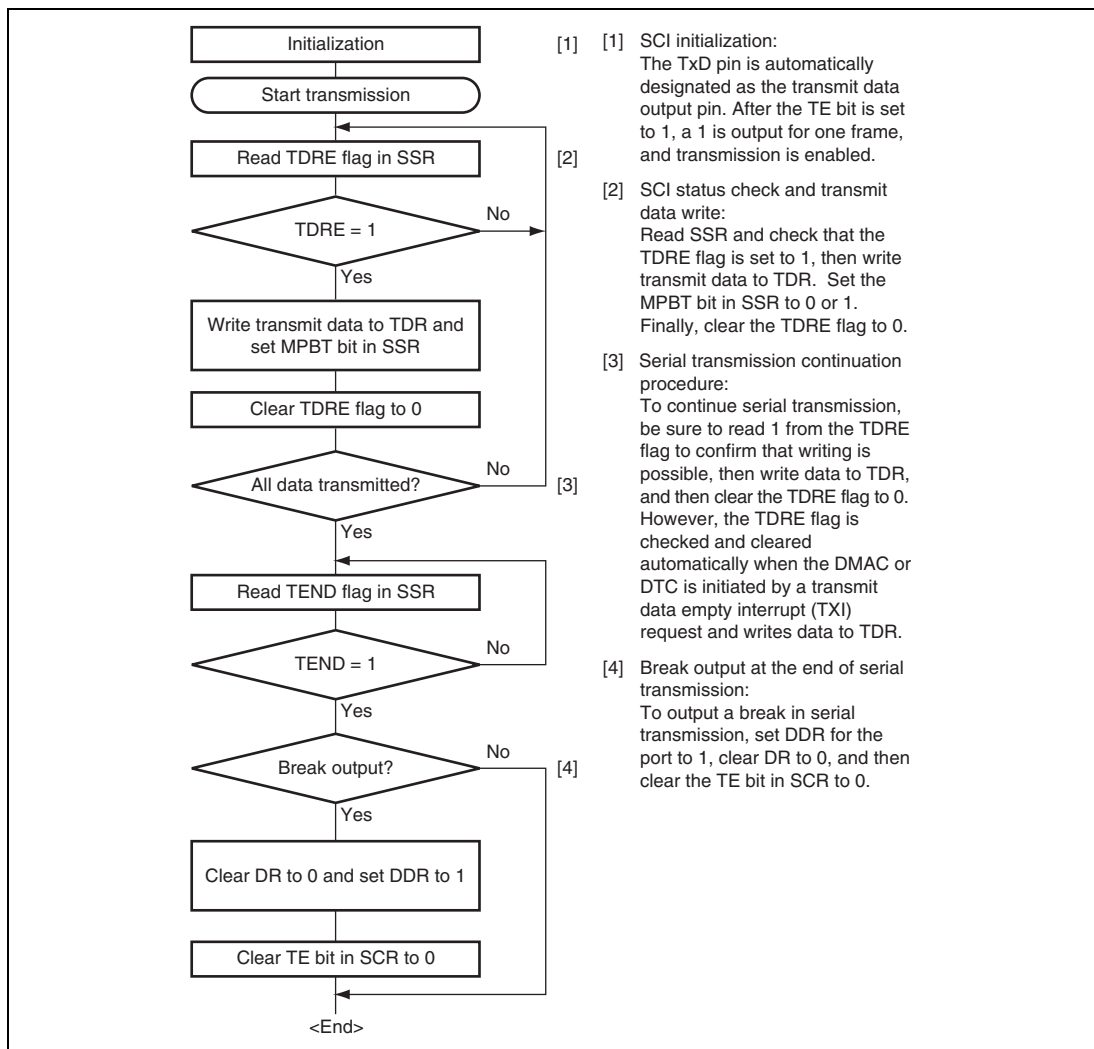 Initialization
[1]
Start transmission
Read TDRE flag in SSR
[2]
TDRE = 1
No
Yes
Write transmit data to TDR and
set MPBT bit in SSR
Clear TDRE flag to 0
All data transmitted?
No
[3]
Yes
Read TEND flag in SSR
TEND = 1
No
Yes
Break output?
No
[4]
Yes
Clear DR to 0 and set DDR to 1
Clear TE bit in SCR to 0
<End>
[1] SCI initialization:
The TxD pin is automatically
designated as the transmit data
output pin. After the TE bit is set
to 1, a 1 is output for one frame,
and transmission is enabled.
[2] SCI status check and transmit
data write:
Read SSR and check that the
TDRE flag is set to 1, then write
transmit data to TDR. Set the
MPBT bit in SSR to 0 or 1.
Finally, clear the TDRE flag to 0.
[3] Serial transmission continuation
procedure:
To continue serial transmission,
be sure to read 1 from the TDRE
flag to confirm that writing is
possible, then write data to TDR,
and then clear the TDRE flag to 0.
However, the TDRE flag is
checked and cleared
automatically when the DMAC or
DTC is initiated by a transmit
data empty interrupt (TXI)
request and writes data to TDR.
[4] Break output at the end of serial
transmission:
To output a break in serial
transmission, set DDR for the
port to 1, clear DR to 0, and then
clear the TE bit in SCR to 0.